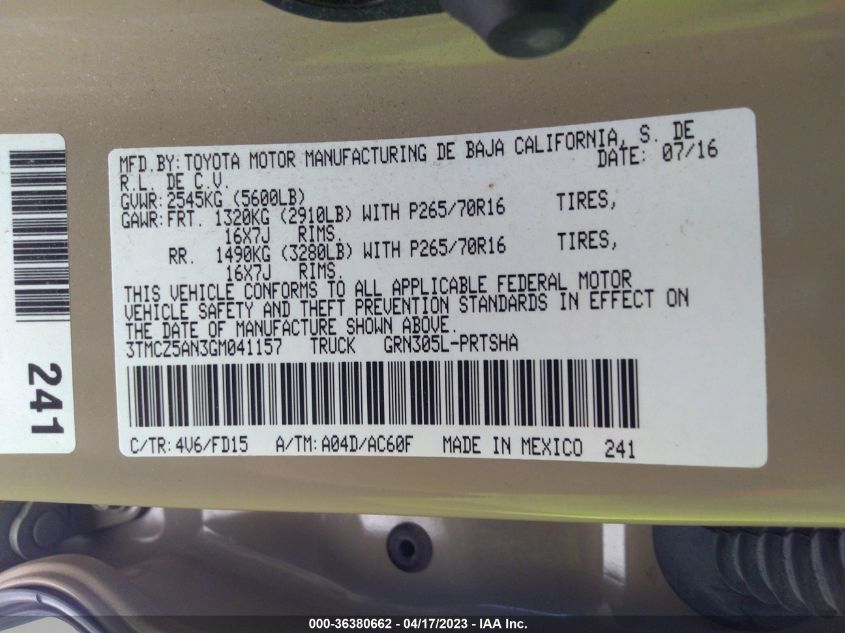 MFD.BY:TOYOTA MOTOR MANUFACTURING DE BAJA CALIFORNIA, S. DE
R.L. DE C.V. DATE: 07/16
GVWR:2545KG (5600LB)
GAWR:FRT. 1320KG (2910LB) WITH P265/70R16 TIRES,
16X7J RIMS.
RR. 1490KG (3280LB) WITH P265/70R16 TIRES,
16X7J RIMS.
THIS VEHICLE CONFORMS TO ALL APPLICABLE FEDERAL MOTOR
VEHICLE SAFETY AND THEFT PREVENTION STANDARDS IN EFFECT ON
THE DATE OF MANUFACTURE SHOWN ABOVE.
3TMCZ5AN3GM041157 TRUCK GRN305L-PRTSHA
C/TR:4V6/FD15 A/TM:A04D/AC60F MADE IN MEXICO 241
241
000-36380662 - 04/17/2023 - IAA Inc.